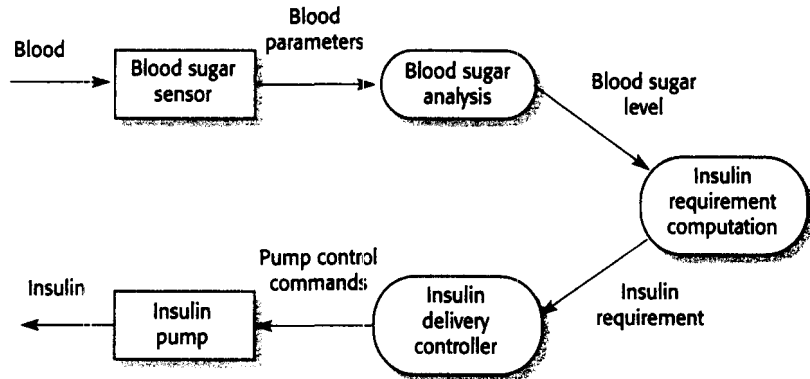 Blood
Blood sugar
sensor
Blood
parameters
Blood sugar
analysis
Blood sugar
level
Insulin
requirement
computation
Insulin
requirement
Insulin
delivery
controller
Pump control
commands
Insulin
pump
Insulin